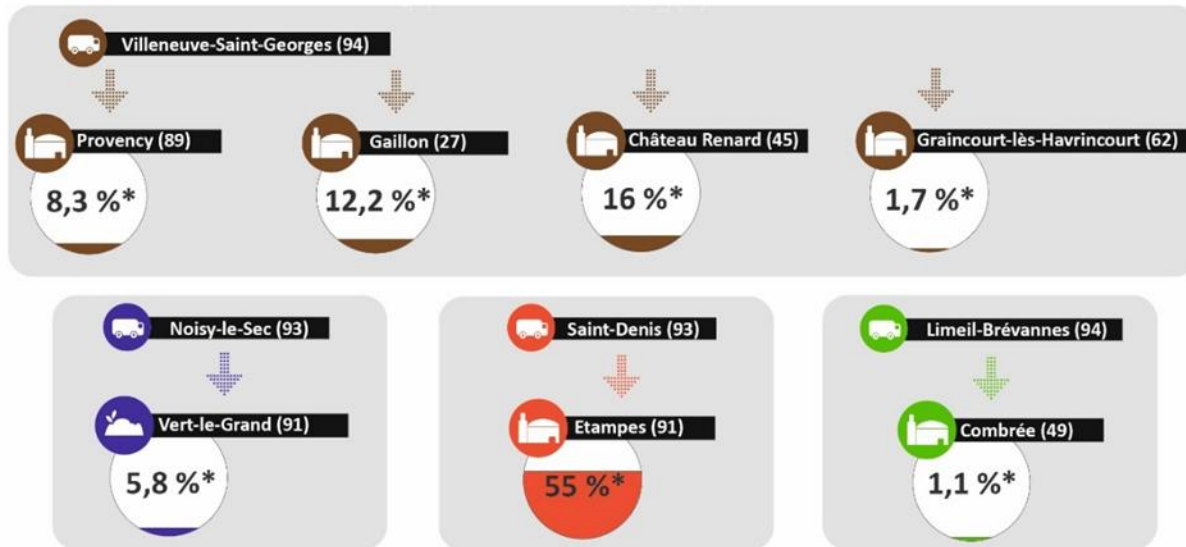 Villeneuve-Saint-Georges (94)
Provency (89)
Gaillon (27)
Château Renard (45)
Graincourt-lès-Havrincourt (62)
8,3 %*
12,2 %*
16 %*
1,7 %*
Noisy-le-Sec (93)
Saint-Denis (93)
Limeil-Brévannes (94)
Vert-le-Grand (91)
Etampes (91)
Combrée (49)
5,8 %*
55 %*
1,1 %*